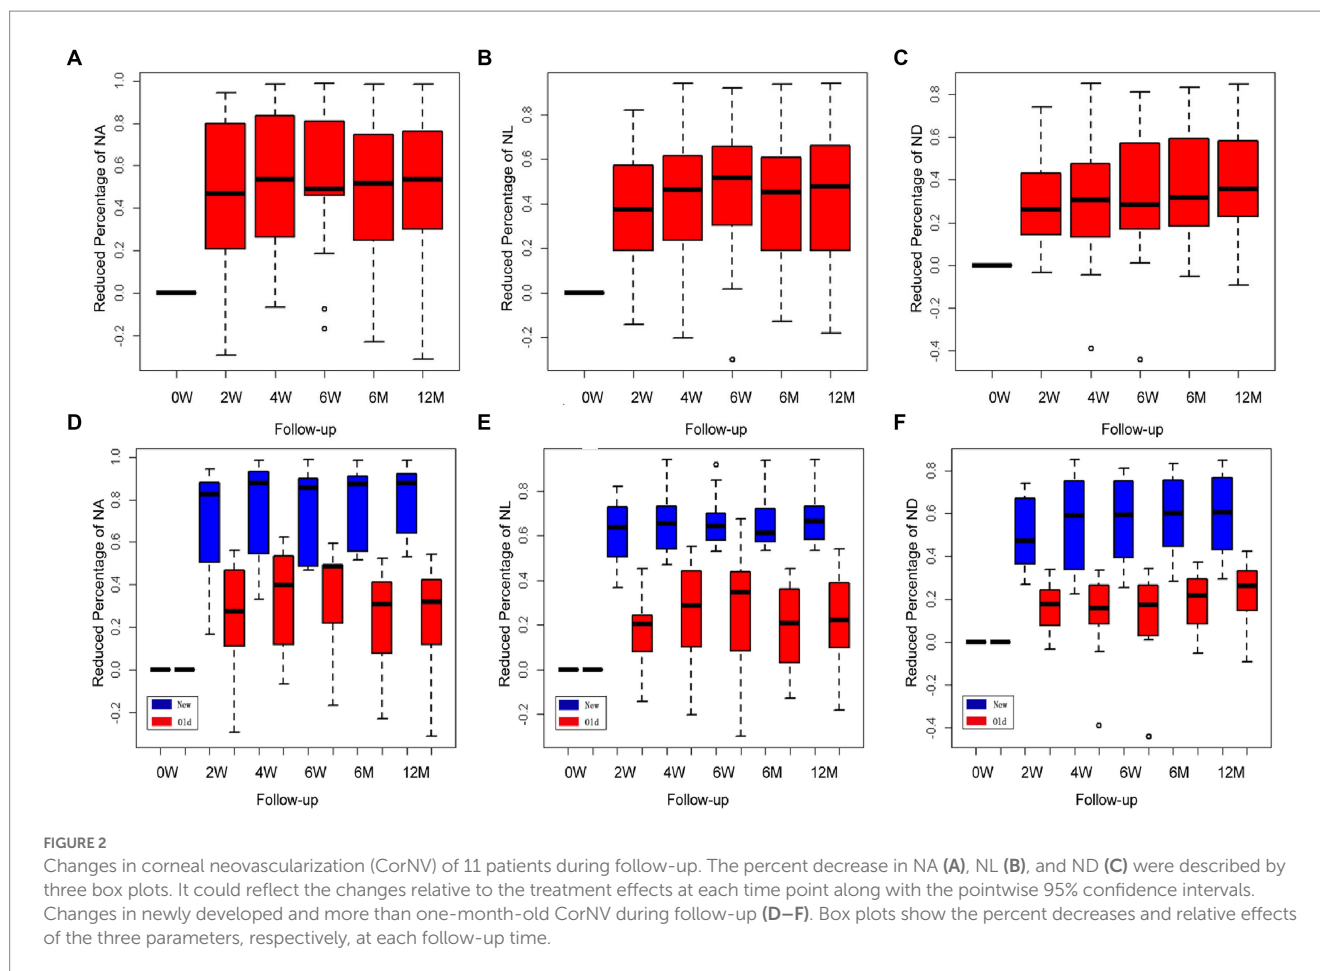 A
B
C
Reduced Percentage of NA
1.0
0.8
0.6
0.4
0.2
0.0
-0.2
0W 2W 4W 6W 6M 12M
Follow-up
Reduced Percentage of NL
0.8
0.6
0.4
0.2
0.0
-0.2
0W 2W 4W 6W 6M 12M
Follow-up
Reduced Percentage of ND
0.8
0.6
0.4
0.2
0.0
-0.2
-0.4
0W 2W 4W 6W 6M 12M
Follow-up
D
E
F
Reduced Percentage of NA
1.0
0.8
0.6
0.4
0.2
0.0
-0.2
New
Old
0W 2W 4W 6W 6M 12M
Follow-up
Reduced Percentage of NL
0.8
0.6
0.4
0.2
0.0
-0.2
New
Old
0W 2W 4W 6W 6M 12M
Follow-up
Reduced Percentage of ND
0.8
0.6
0.4
0.2
0.0
-0.2
-0.4
New
Old
0W 2W 4W 6W 6M 12M
Follow-up
FIGURE 2
Changes in corneal neovascularization (CorNV) of 11 patients during follow-up. The percent decrease in NA (A), NL (B), and ND (C) were described by
three box plots. It could reflect the changes relative to the treatment effects at each time point along with the pointwise 95% confidence intervals.
Changes in newly developed and more than one-month-old CorNV during follow-up (D–F). Box plots show the percent decreases and relative effects
of the three parameters, respectively, at each follow-up time.